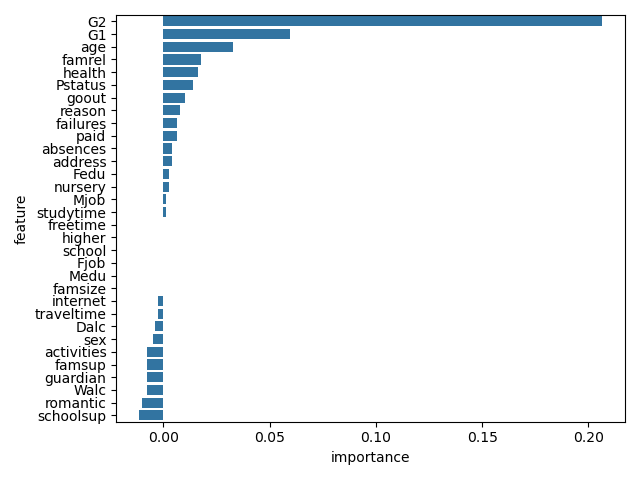 G2
G1
age
famrel
health
Pstatus
goout
reason
failures
paid
absences
address
Fedu
nursery
Mjob
studytime
freetime
higher
school
Fjob
Medu
famsize
internet
traveltime
Dalc
sex
activities
famsup
guardian
Walc
romantic
schoolsup
feature
0.00 0.05 0.10 0.15 0.20
importance